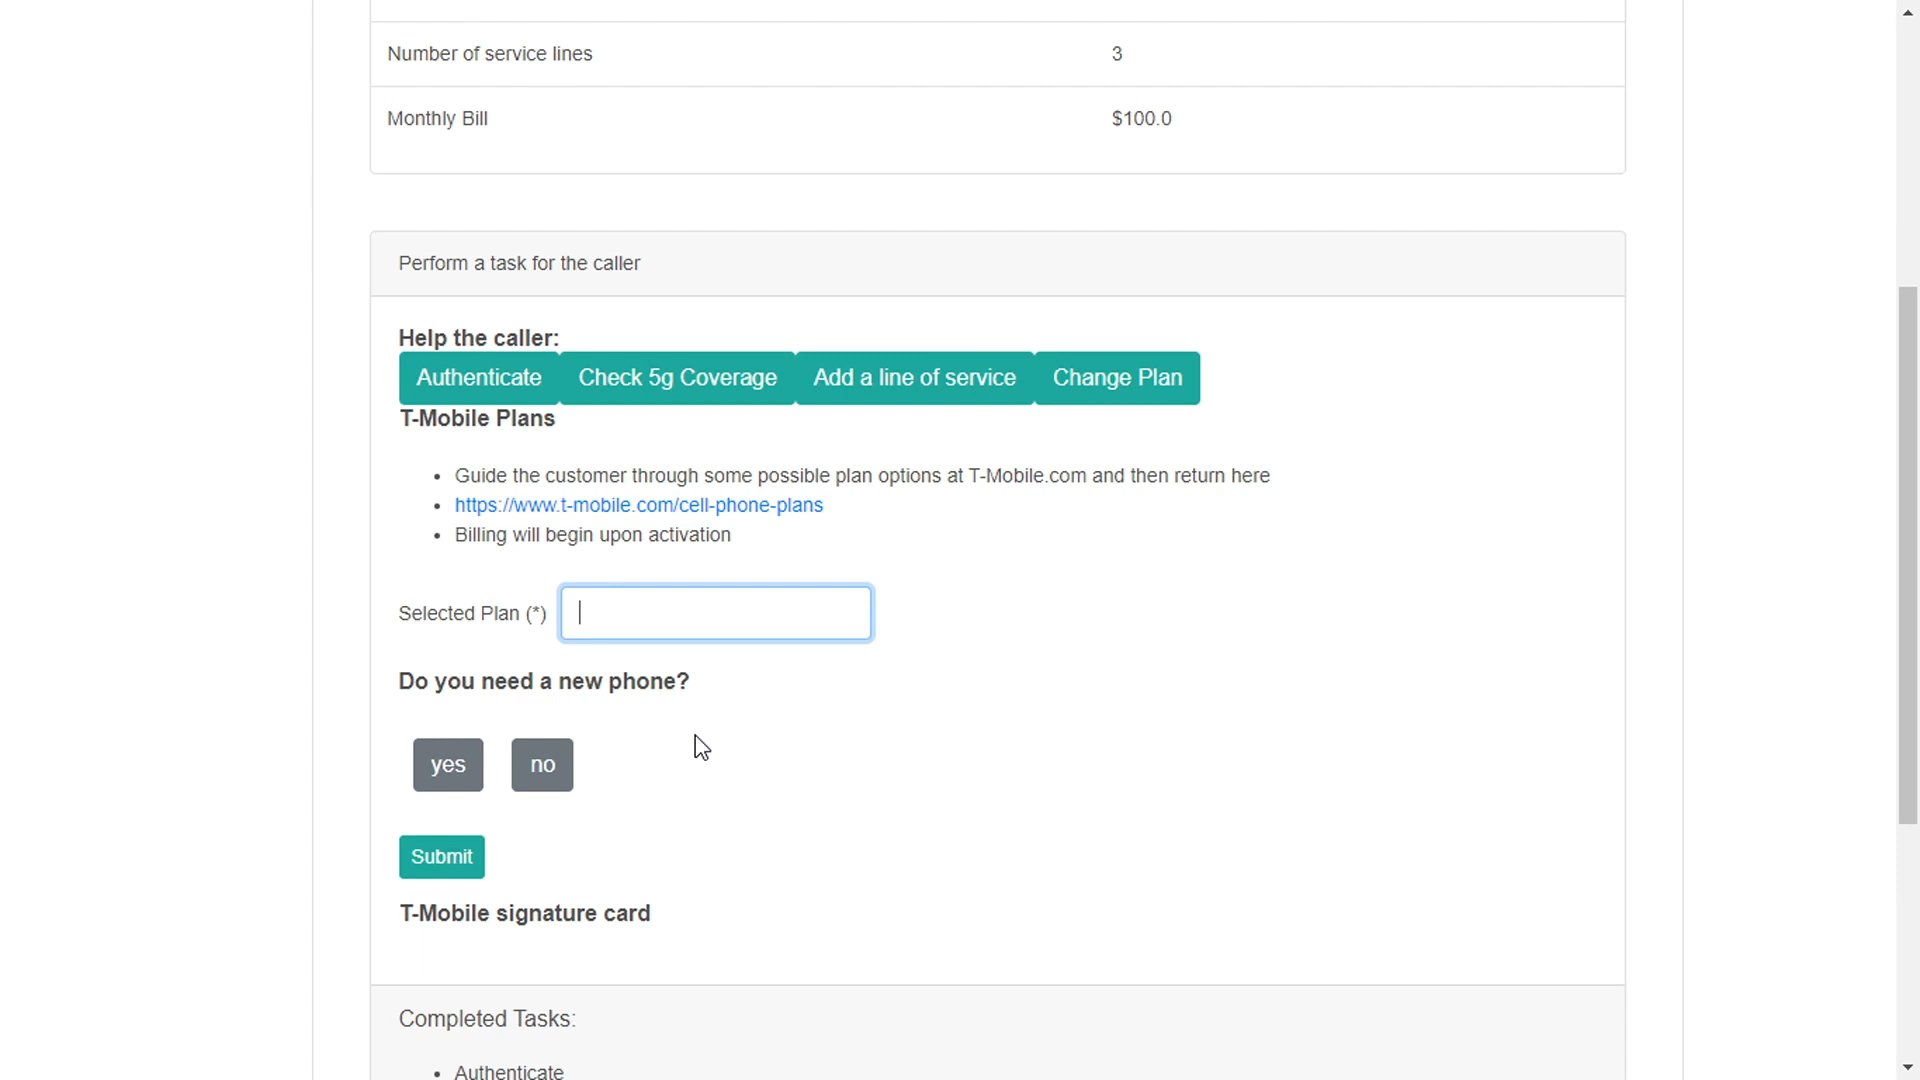 Number of service lines 3
Monthly Bill $100.0
Perform a task for the caller
Help the caller:
Authenticate Check 5g Coverage Add a line of service Change Plan
T-Mobile Plans
Guide the customer through some possible plan options at T-Mobile.com and then return here
https://www.t-mobile.com/cell-phone-plans
Billing will begin upon activation
Selected Plan (*)
Do you need a new phone?
yes no
Submit
T-Mobile signature card
Completed Tasks:
Authenticate